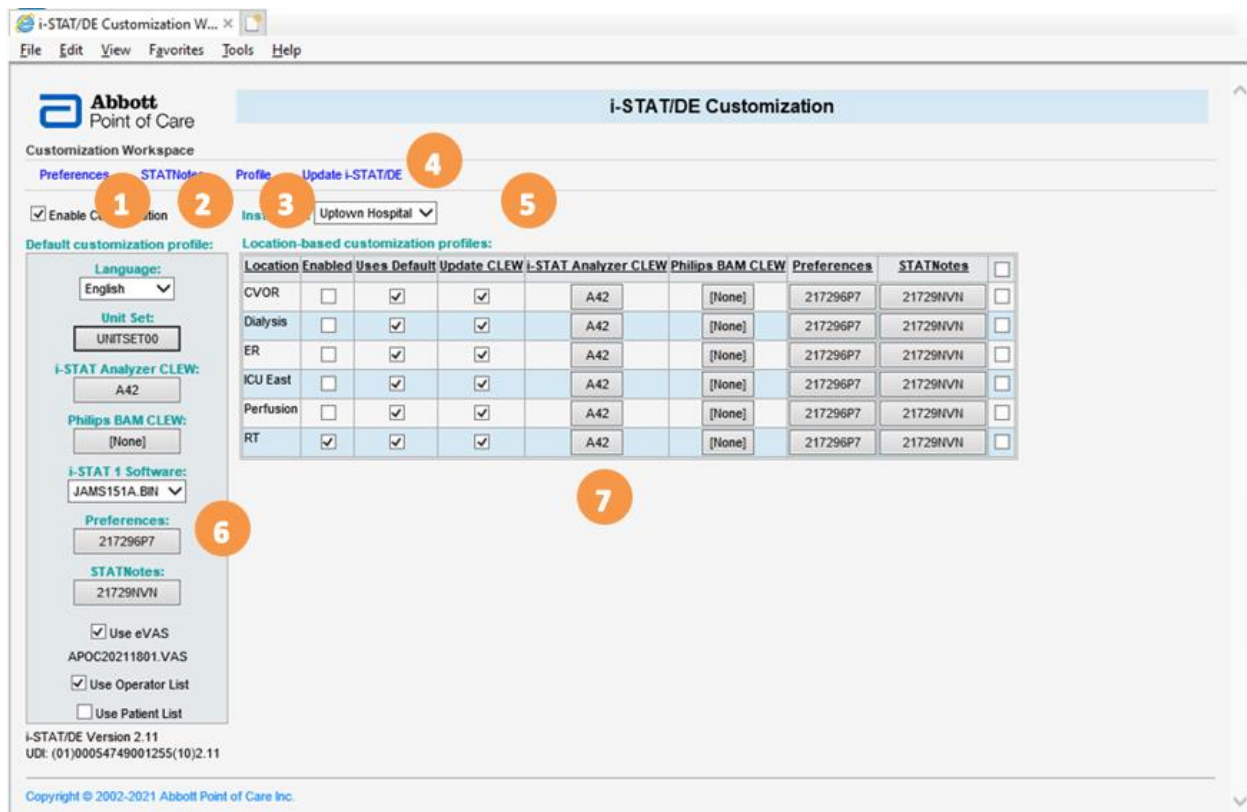 i-STAT/DE Customization W... ×
File Edit View Favorites Tools Help
Abbott
Point of Care
i-STAT/DE Customization
Customization Workspace
Preferences STATNotes Profile Update i-STAT/DE 4
1 2 3 5
Enable Uptown Hospital
Default customization profile: Location-based customization profiles:
Location Enabled Uses Default Update CLEW i-STAT Analyzer CLEW Philips BAM CLEW Preferences STATNotes
CVOR A42 [None] 217296P7 21729NVN
Dialysis A42 [None] 217296P7 21729NVN
ER A42 [None] 217296P7 21729NVN
ICU East A42 [None] 217296P7 21729NVN
Perfusion A42 [None] 217296P7 21729NVN
RT A42 [None] 217296P7 21729NVN
7
Language:
English
Unit Set:
UNITSET00
i-STAT Analyzer CLEW:
A42
Philips BAM CLEW:
[None]
i-STAT 1 Software:
JAMS151A.BIN
Preferences:
217296P7
6
STATNotes:
21729NVN
Use eVAS
APOC20211801.VAS
Use Operator List
Use Patient List
i-STAT/DE Version 2.11
UDI: (01)00054749001255(10)2.11
Copyright © 2002-2021 Abbott Point of Care Inc.